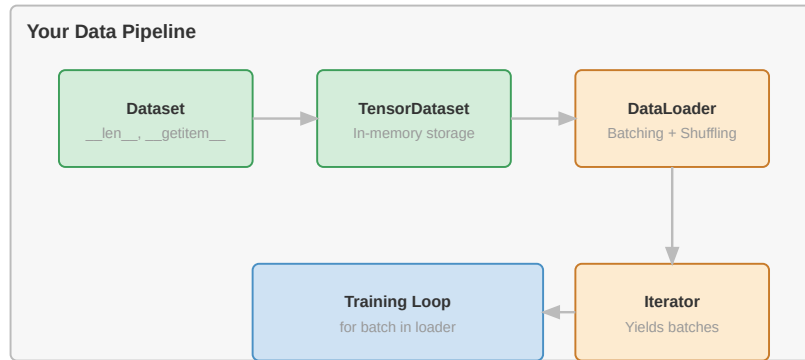 Your Data Pipeline
Dataset
__len__, __getitem__
TensorDataset
In-memory storage
DataLoader
Batching + Shuffling
Training Loop
for batch in loader
Iterator
Yields batches